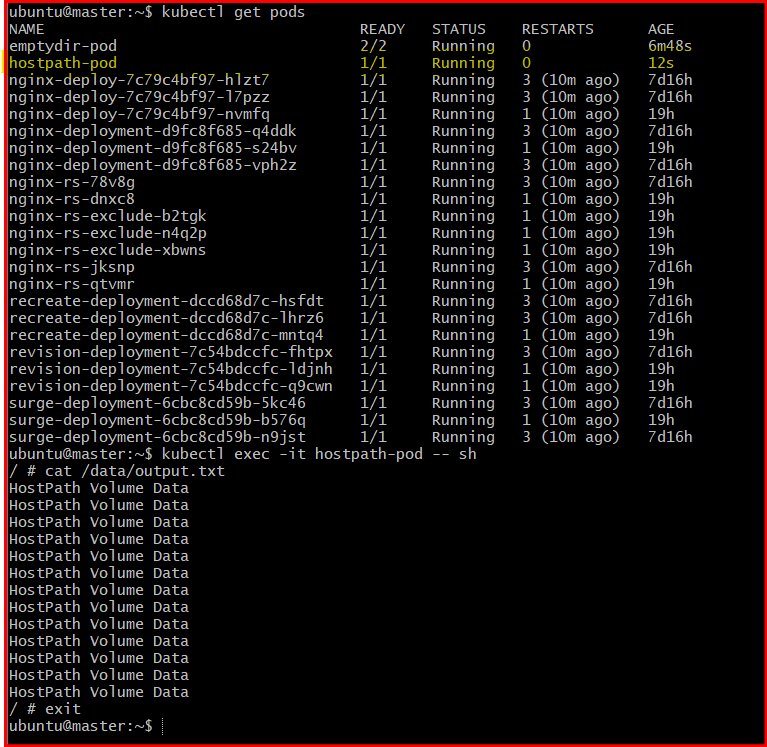 ubuntu@master:~$ kubectl get pods
NAME READY STATUS RESTARTS AGE
emptydir-pod 2/2 Running 0 6m48s
hostpath-pod 1/1 Running 0 12s
nginx-deploy-7c79c4bf97-hlzt7 1/1 Running 3 (10m ago) 7d16h
nginx-deploy-7c79c4bf97-l7pzz 1/1 Running 3 (10m ago) 7d16h
nginx-deploy-7c79c4bf97-nvmfq 1/1 Running 1 (10m ago) 19h
nginx-deployment-d9fc8f685-q4ddk 1/1 Running 3 (10m ago) 7d16h
nginx-deployment-d9fc8f685-s24bv 1/1 Running 1 (10m ago) 19h
nginx-deployment-d9fc8f685-vph2z 1/1 Running 3 (10m ago) 7d16h
nginx-rs-78v8g 1/1 Running 3 (10m ago) 7d16h
nginx-rs-dnxc8 1/1 Running 1 (10m ago) 19h
nginx-rs-exclude-b2tgk 1/1 Running 1 (10m ago) 19h
nginx-rs-exclude-n4q2p 1/1 Running 1 (10m ago) 19h
nginx-rs-exclude-xbwns 1/1 Running 1 (10m ago) 19h
nginx-rs-jksnp 1/1 Running 3 (10m ago) 7d16h
nginx-rs-qtvmr 1/1 Running 1 (10m ago) 19h
recreate-deployment-dccd68d7c-hsfdt 1/1 Running 3 (10m ago) 7d16h
recreate-deployment-dccd68d7c-lhrz6 1/1 Running 3 (10m ago) 7d16h
recreate-deployment-dccd68d7c-mntq4 1/1 Running 1 (10m ago) 19h
revision-deployment-7c54bdccfc-fhtpx 1/1 Running 3 (10m ago) 7d16h
revision-deployment-7c54bdccfc-ldjnh 1/1 Running 1 (10m ago) 19h
revision-deployment-7c54bdccfc-q9cwn 1/1 Running 1 (10m ago) 19h
surge-deployment-6cbc8cd59b-5kc46 1/1 Running 3 (10m ago) 7d16h
surge-deployment-6cbc8cd59b-b576q 1/1 Running 1 (10m ago) 19h
surge-deployment-6cbc8cd59b-n9jst 1/1 Running 3 (10m ago) 7d16h
ubuntu@master:~$ kubectl exec -it hostpath-pod -- sh
/ # cat /data/output.txt
HostPath Volume Data
HostPath Volume Data
HostPath Volume Data
HostPath Volume Data
HostPath Volume Data
HostPath Volume Data
HostPath Volume Data
HostPath Volume Data
HostPath Volume Data
HostPath Volume Data
HostPath Volume Data
HostPath Volume Data
HostPath Volume Data
/ # exit
ubuntu@master:~$